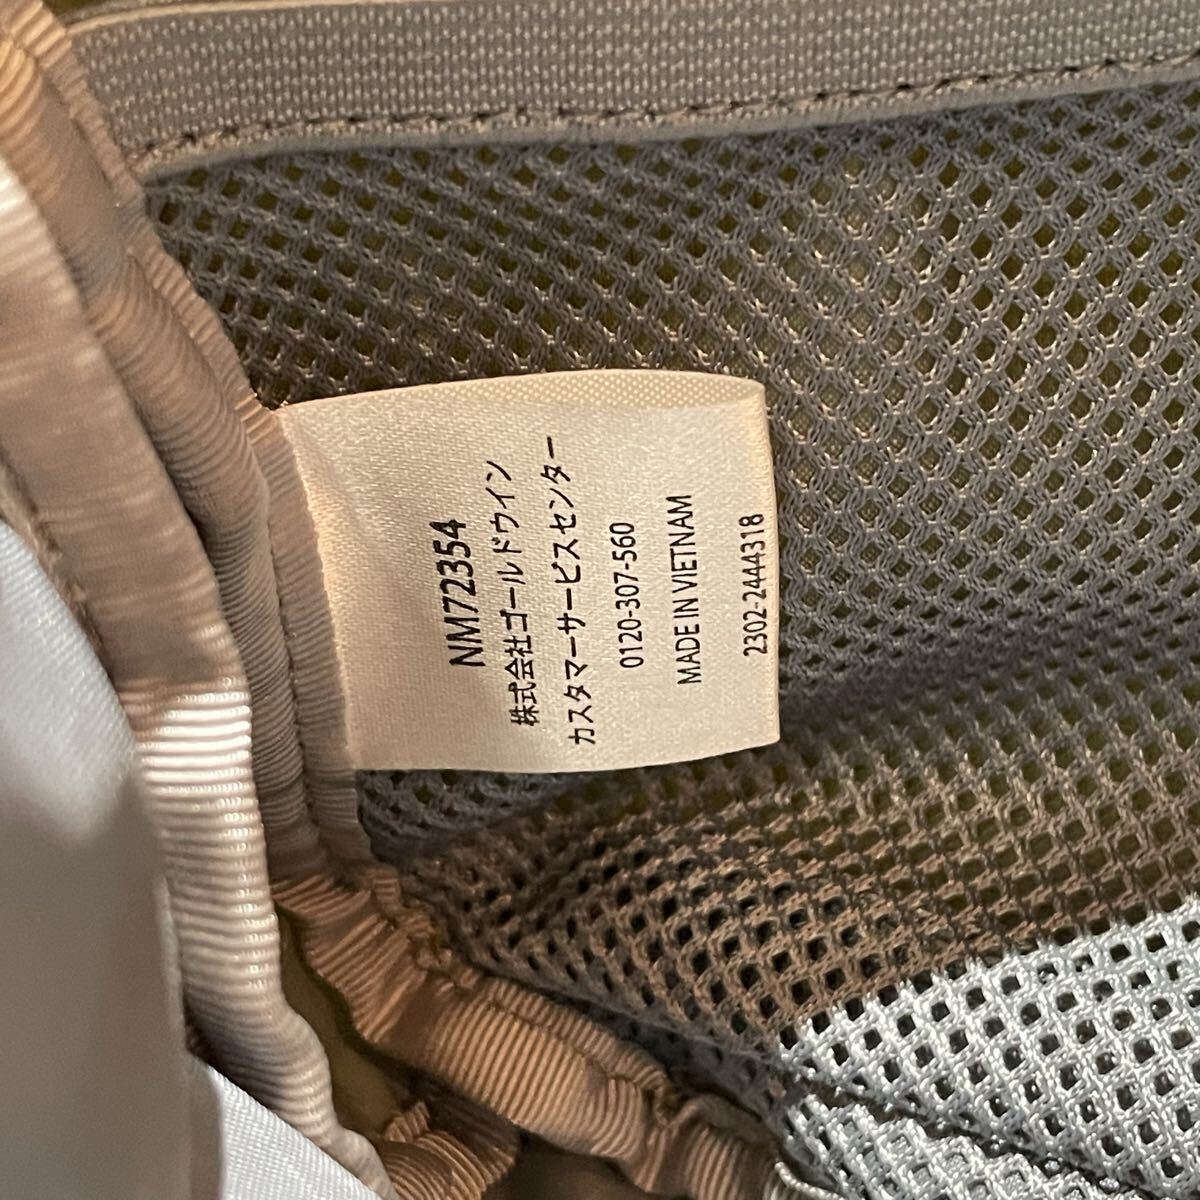 NM72354
株式会社ゴールドウイン
カスタマーサービスセンター
0120-307-560
MADE IN VIETNAM
2302-2444318